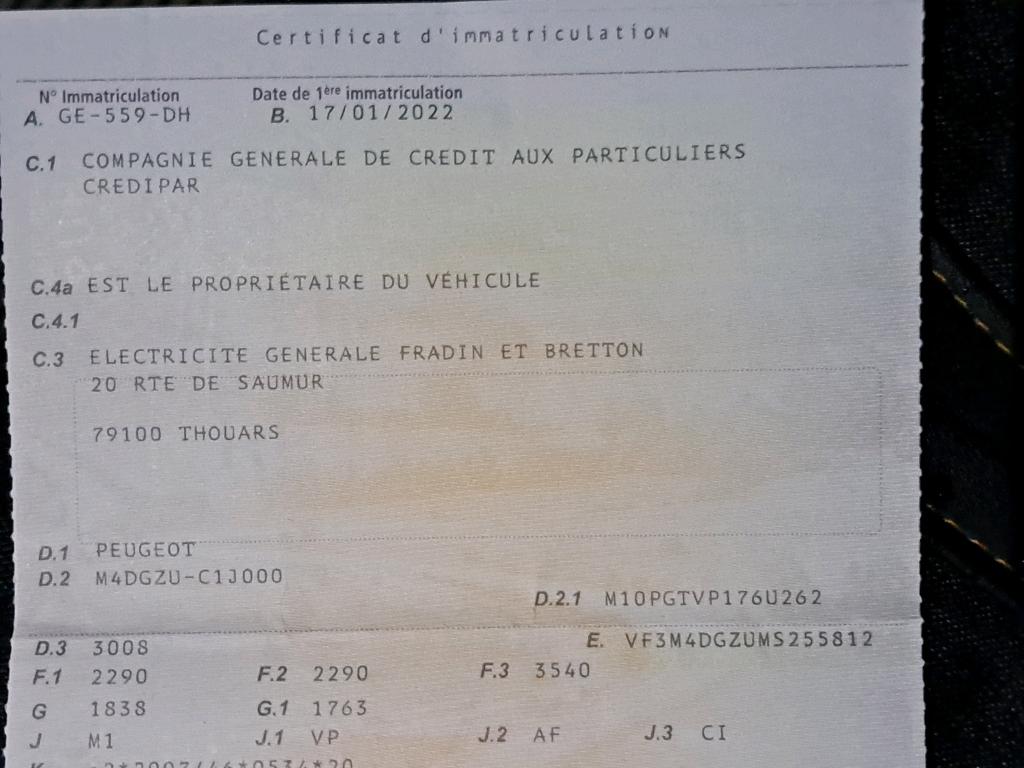 Certificat d'immatriculation
N° Immatriculation Date de 1ère immatriculation
A. GE-559-DH B. 17/01/2022
C.1 COMPAGNIE GENERALE DE CREDIT AUX PARTICULIERS
CREDIPAR
C.4a EST LE PROPRIÉTAIRE DU VÉHICULE
C.4.1
C.3 ELECTRICITE GENERALE FRADIN ET BRETTON
20 RTE DE SAUMUR
79100 THOUARS
D.1 PEUGEOT
D.2 M4DGZU-C1J000
D.2.1 M10PGTVP176U262
D.3 3008 E. VF3M4DGZUMS255812
F.1 2290 F.2 2290 F.3 3540
G 1838 G.1 1763
J M1 J.1 VP J.2 AF J.3 CI